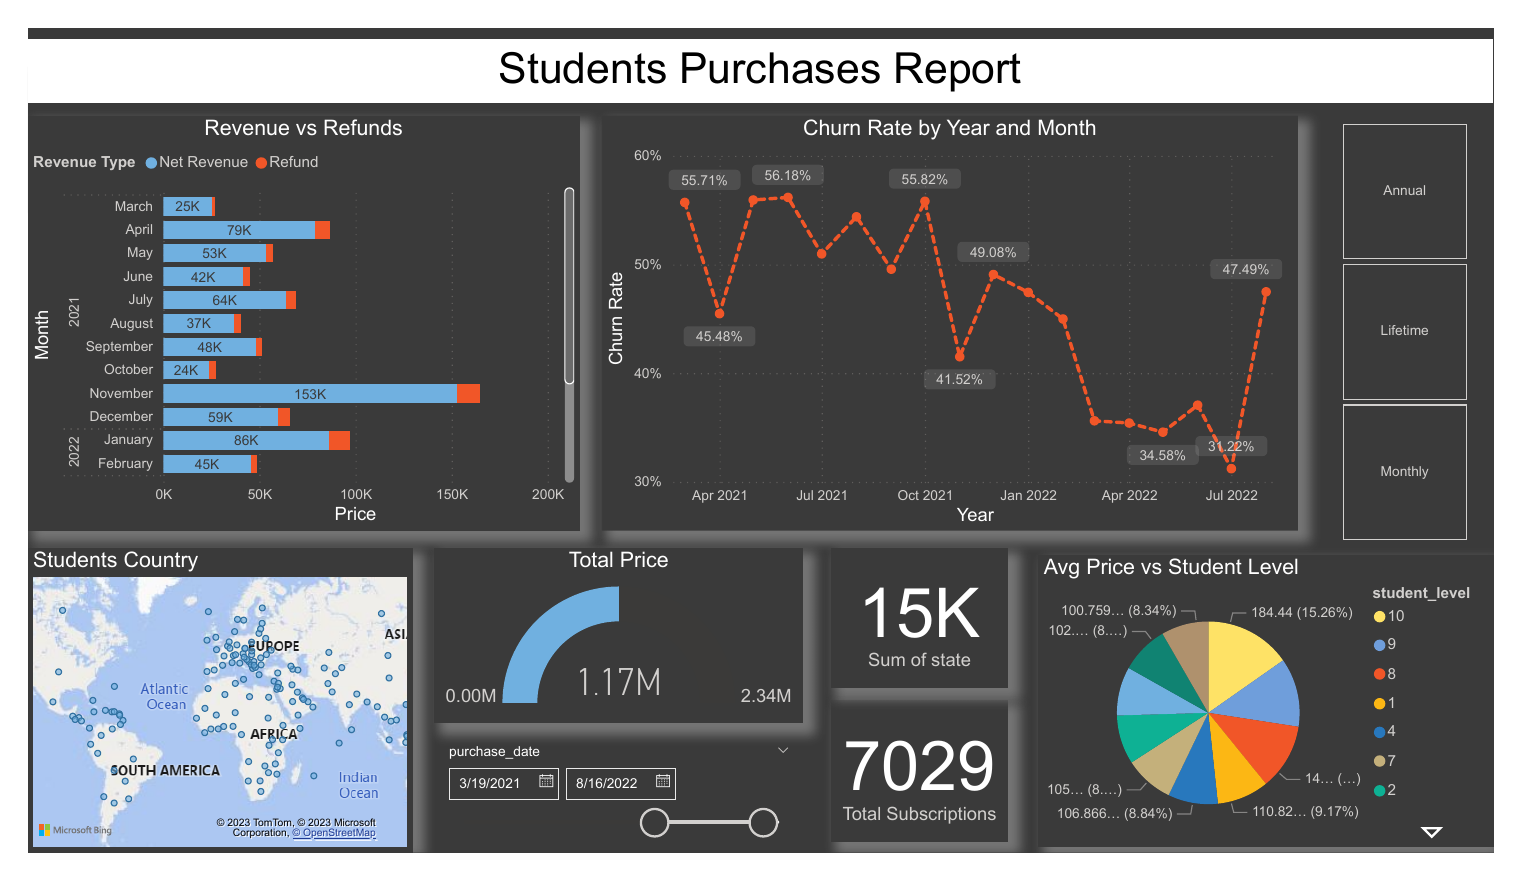 Students Purchases Report
Revenue vs Refunds
Revenue Type Net Revenue Refund
Month
2021
2022
March 25K
April 79K
May 53K
June 42K
July 64K
August 37K
September 48K
October 24K
November 153K
December 59K
January 86K
February 45K
0K 50K 100K 150K 200K
Price
Churn Rate by Year and Month
Churn Rate
60%
50%
40%
30%
55.71%
45.48%
56.18%
55.82%
41.52%
49.08%
34.58%
31.22%
47.49%
Apr 2021 Jul 2021 Oct 2021 Jan 2022 Apr 2022 Jul 2022
Year
Annual
Lifetime
Monthly
Students Country
EUROPE
ASI
Atlantic
Ocean
AFRICA
SOUTH AMERICA
Indian
Ocean
Microsoft Bing
© 2023 TomTom, © 2023 Microsoft
Corporation, © OpenStreetMap
Total Price
1.17M
0.00M 2.34M
purchase_date
3/19/2021 8/16/2022
15K
Sum of state
7029
Total Subscriptions
Avg Price vs Student Level
100.759… (8.34%)
102.… (8.…)
105… (8.…)
106.866… (8.84%)
184.44 (15.26%)
14… (…)
110.82… (9.17%)
student_level
10
9
8
1
4
7
2